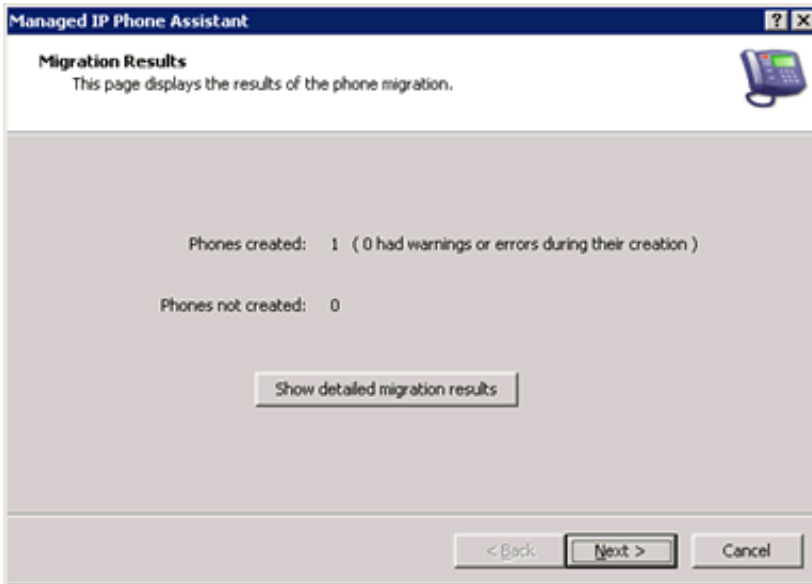 Managed IP Phone Assistant
Migration Results
This page displays the results of the phone migration.
Phones created: 1 ( 0 had warnings or errors during their creation )
Phones not created: 0
Show detailed migration results
< Back Next > Cancel